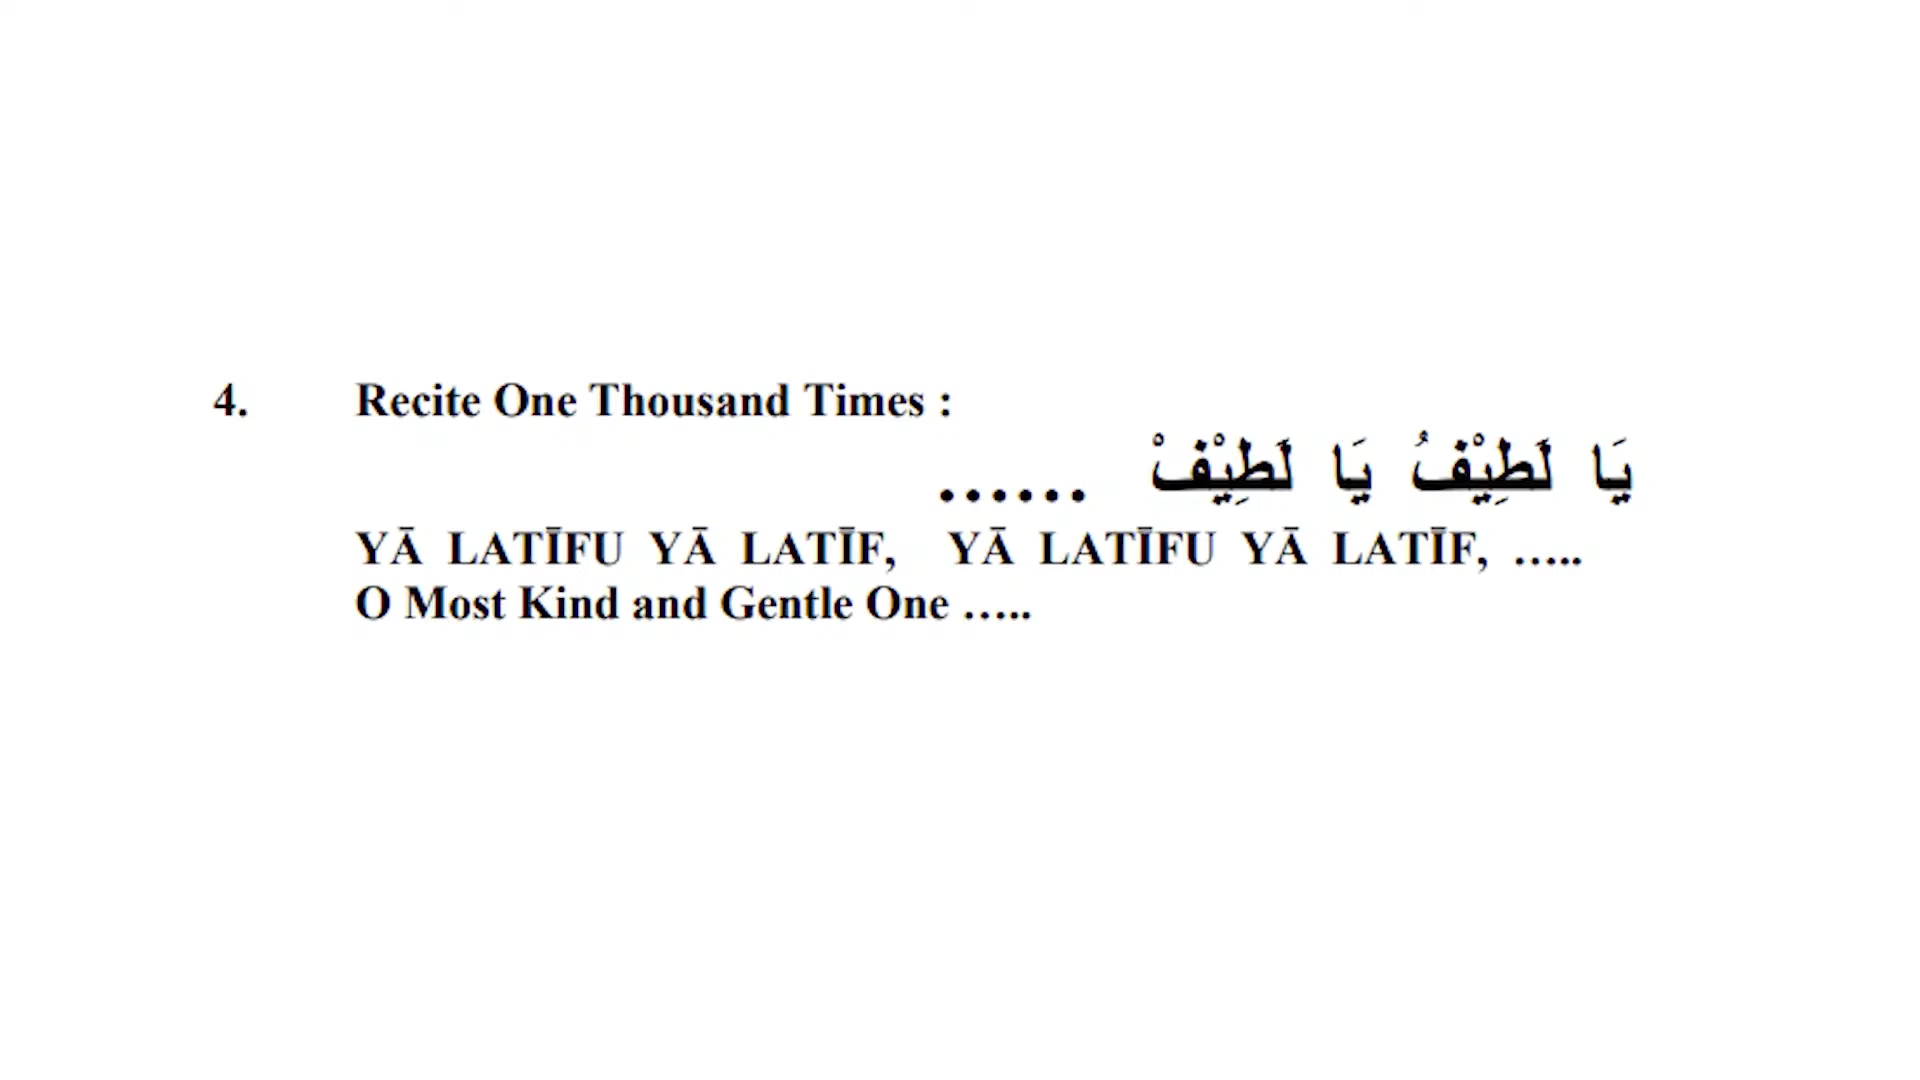 4. Recite One Thousand Times :
يَا لَطِيْفُ يَا لَطِيْفْ ......
YĀ LATĪFU YĀ LATĪF, YĀ LATĪFU YĀ LATĪF, .....
O Most Kind and Gentle One .....